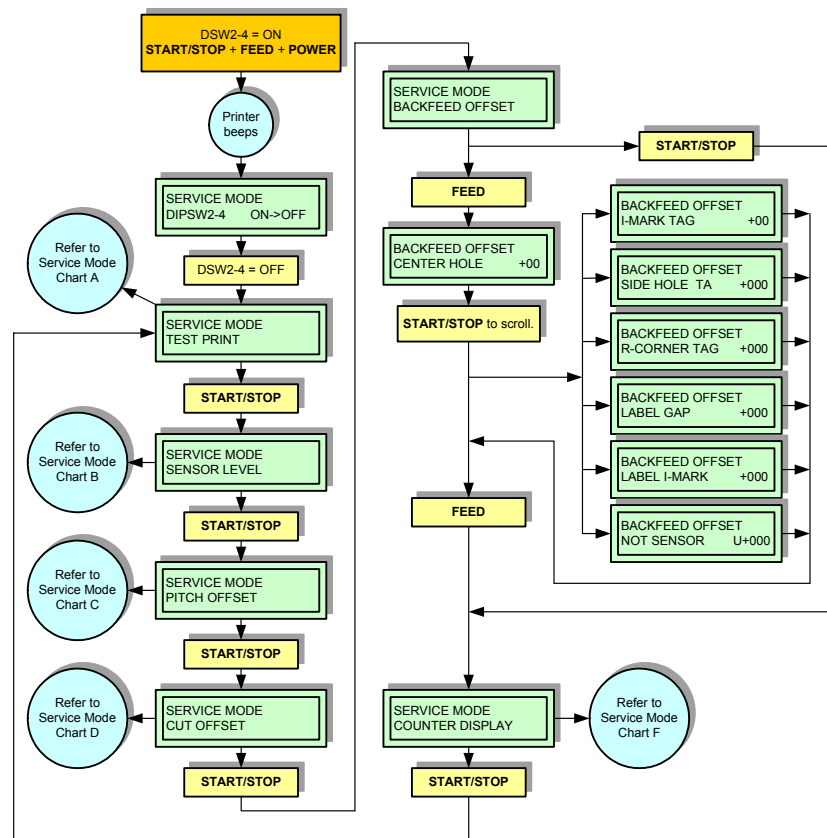 DSW2-4 = ON
START/STOP + FEED + POWER
Printer
beeps
SERVICE MODE
DIPSW2-4 ON->OFF
DSW2-4 = OFF
Refer to
Service Mode
Chart A
SERVICE MODE
TEST PRINT
START/STOP
Refer to
Service Mode
Chart B
SERVICE MODE
SENSOR LEVEL
START/STOP
Refer to
Service Mode
Chart C
SERVICE MODE
PITCH OFFSET
START/STOP
Refer to
Service Mode
Chart D
SERVICE MODE
CUT OFFSET
START/STOP
SERVICE MODE
BACKFEED OFFSET
START/STOP
FEED
BACKFEED OFFSET
CENTER HOLE +00
START/STOP to scroll.
BACKFEED OFFSET
I-MARK TAG +00
BACKFEED OFFSET
SIDE HOLE TA +000
BACKFEED OFFSET
R-CORNER TAG +000
BACKFEED OFFSET
LABEL GAP +000
BACKFEED OFFSET
LABEL I-MARK +000
BACKFEED OFFSET
NOT SENSOR U+000
FEED
SERVICE MODE
COUNTER DISPLAY
Refer to
Service Mode
Chart F
START/STOP